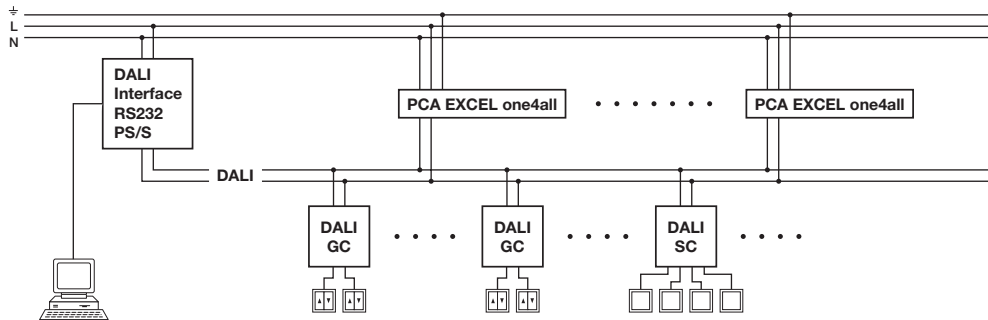 L
N
DALI
Interface
RS232
PS/S
PCA EXCEL one4all
PCA EXCEL one4all
DALI
DALI
GC
DALI
GC
DALI
SC